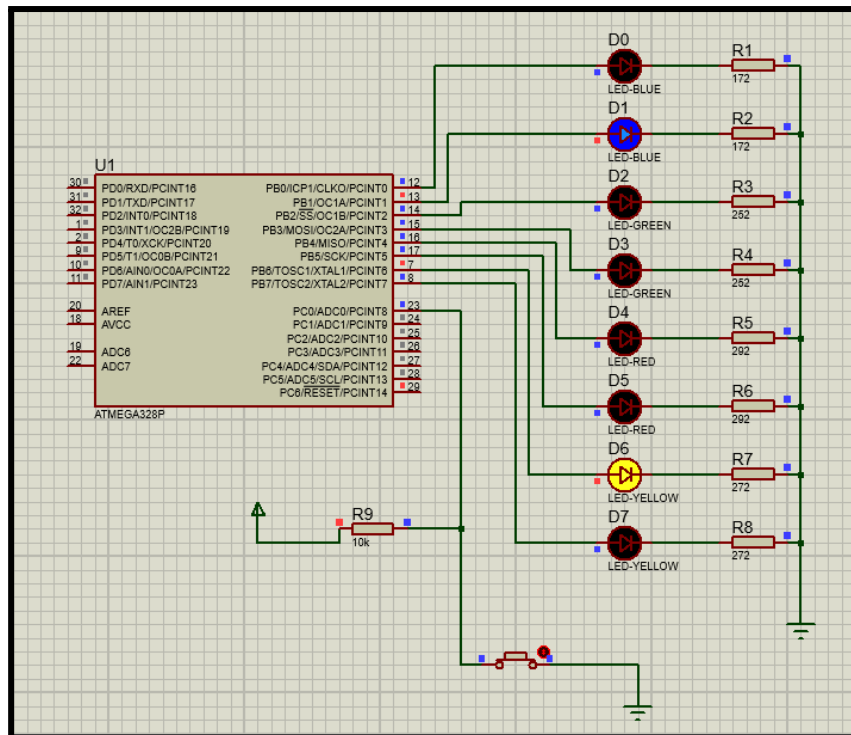 U1
30 PD0/RXD/PCINT16
31 PD1/TXD/PCINT17
32 PD2/INT0/PCINT18
1 PD3/INT1/OC2B/PCINT19
2 PD4/T0/XCK/PCINT20
9 PD5/T1/OC0B/PCINT21
10 PD6/AIN0/OC0A/PCINT22
11 PD7/AIN1/PCINT23
20 AREF
18 AVCC
19 ADC6
22 ADC7
PB0/ICP1/CLKO/PCINT0 12
PB1/OC1A/PCINT1 13
PB2/SS/OC1B/PCINT2 14
PB3/MOSI/OC2A/PCINT3 15
PB4/MISO/PCINT4 16
PB5/SCK/PCINT5 17
PB6/TOSC1/XTAL1/PCINT6 7
PB7/TOSC2/XTAL2/PCINT7 8
PC0/ADC0/PCINT8 23
PC1/ADC1/PCINT9 24
PC2/ADC2/PCINT10 25
PC3/ADC3/PCINT11 26
PC4/ADC4/SDA/PCINT12 27
PC5/ADC5/SCL/PCINT13 28
PC6/RESET/PCINT14 29
ATMEGA328P
D0
LED-BLUE
R1
172
D1
LED-BLUE
R2
172
D2
LED-GREEN
R3
252
D3
LED-GREEN
R4
252
D4
LED-RED
R5
292
D5
LED-RED
R6
292
D6
LED-YELLOW
R7
272
D7
LED-YELLOW
R8
272
R9
10k